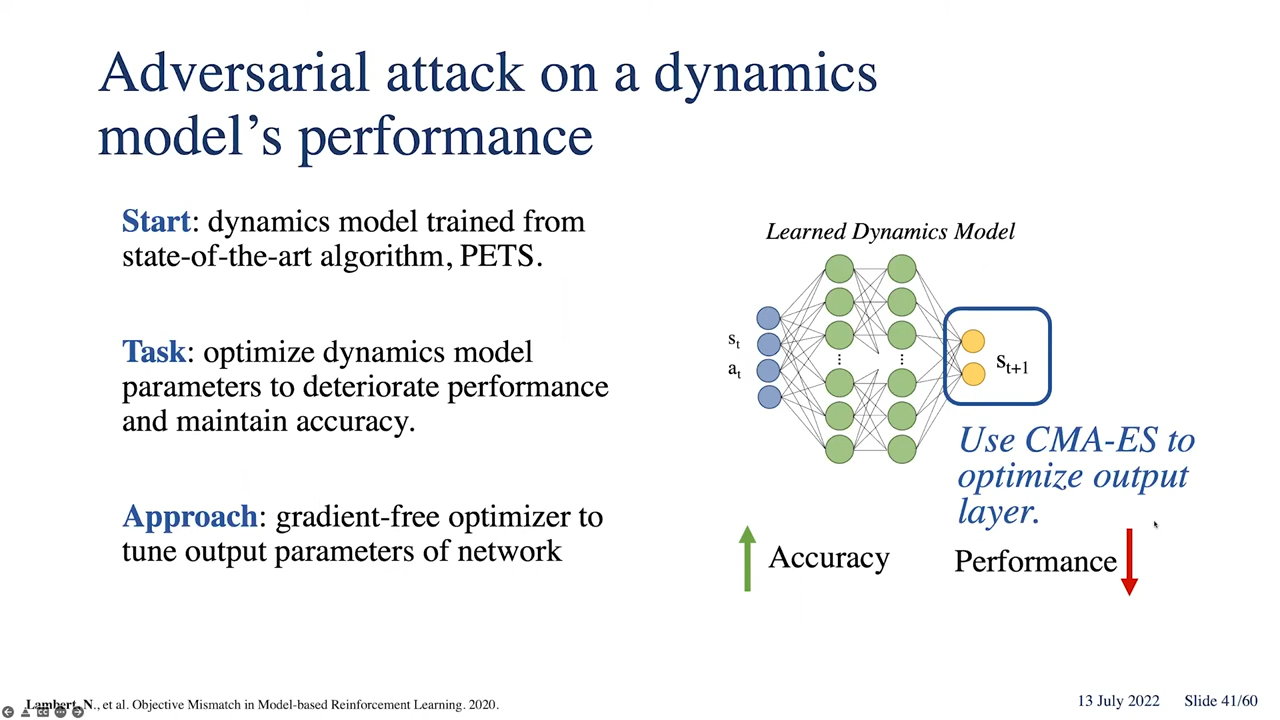 Adversarial attack on a dynamics
model's performance
Start: dynamics model trained from
state-of-the-art algorithm, PETS.
Task: optimize dynamics model
parameters to deteriorate performance
and maintain accuracy.
Approach: gradient-free optimizer to
tune output parameters of network
Learned Dynamics Model
st
at
st+1
Use CMA-ES to
optimize output
layer.
Accuracy
Performance
Lambert, N., et al. Objective Mismatch in Model-based Reinforcement Learning. 2020.
13 July 2022
Slide 41/60